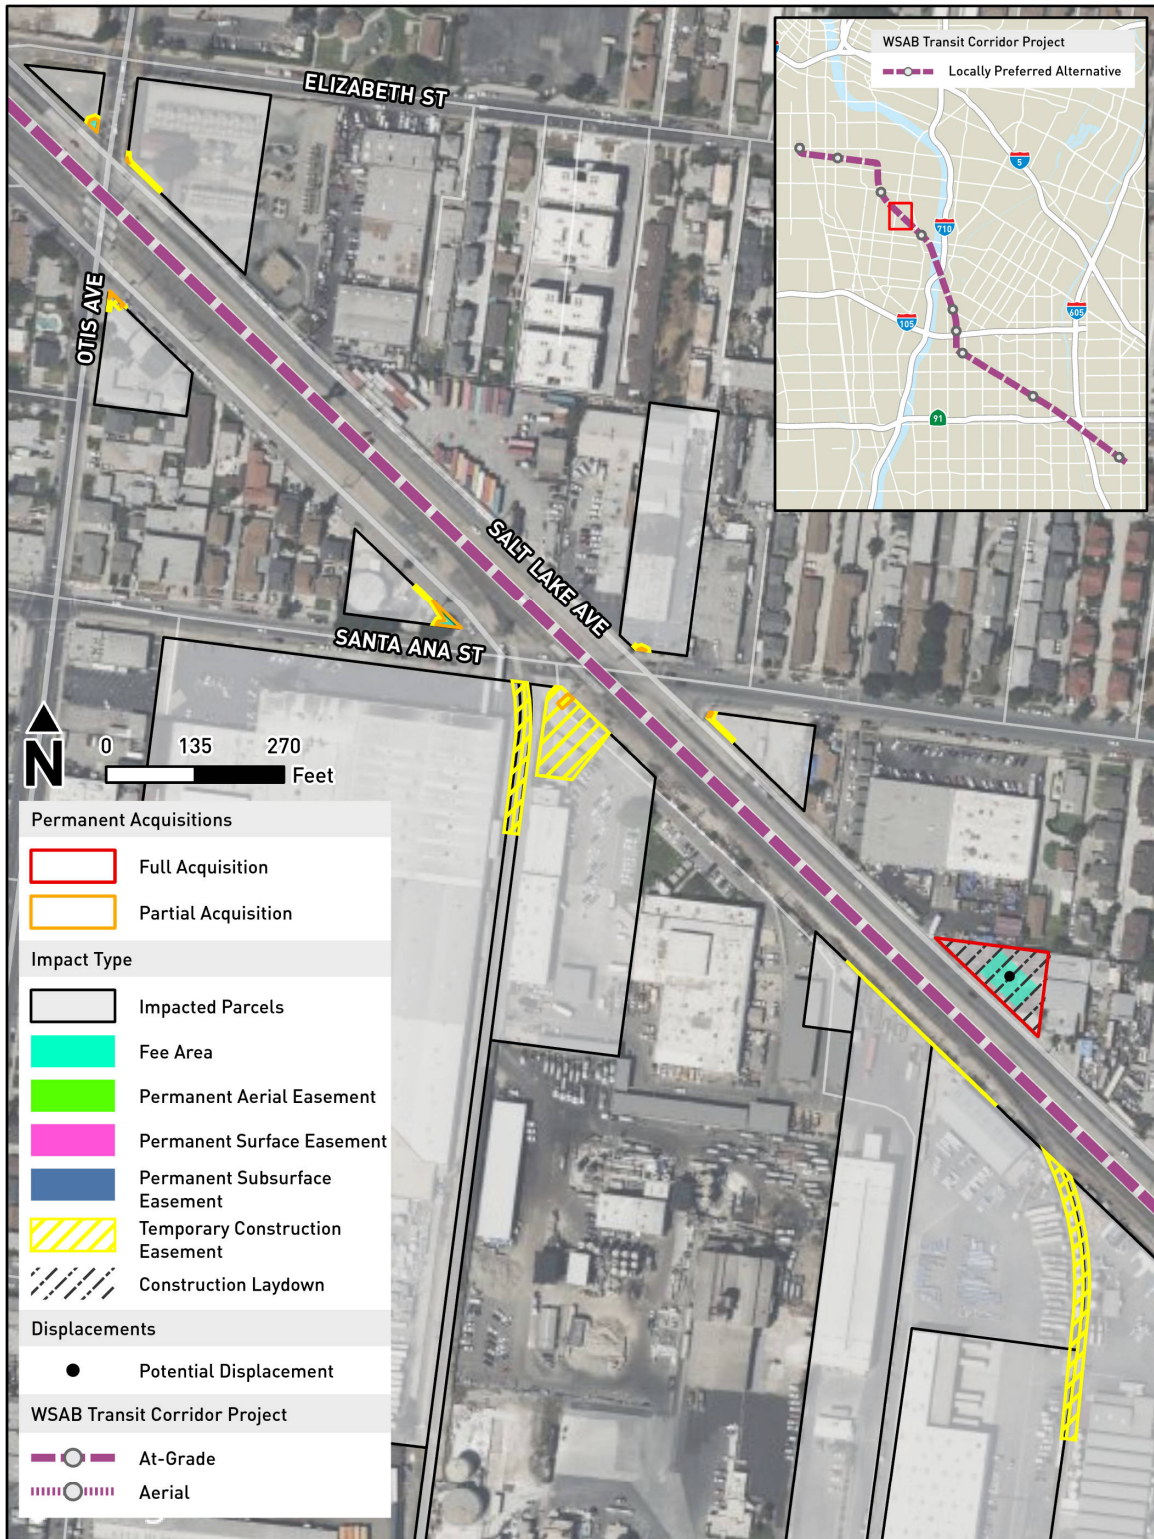 ELIZABETH ST
OTIS AVE
SALT LAKE AVE
SANTA ANA ST
WSAB Transit Corridor Project
Locally Preferred Alternative
5
710
105
605
91
N
0 135 270
Feet
Permanent Acquisitions
Full Acquisition
Partial Acquisition
Impact Type
Impacted Parcels
Fee Area
Permanent Aerial Easement
Permanent Surface Easement
Permanent Subsurface
Easement
Temporary Construction
Easement
Construction Laydown
Displacements
Potential Displacement
WSAB Transit Corridor Project
At-Grade
Aerial